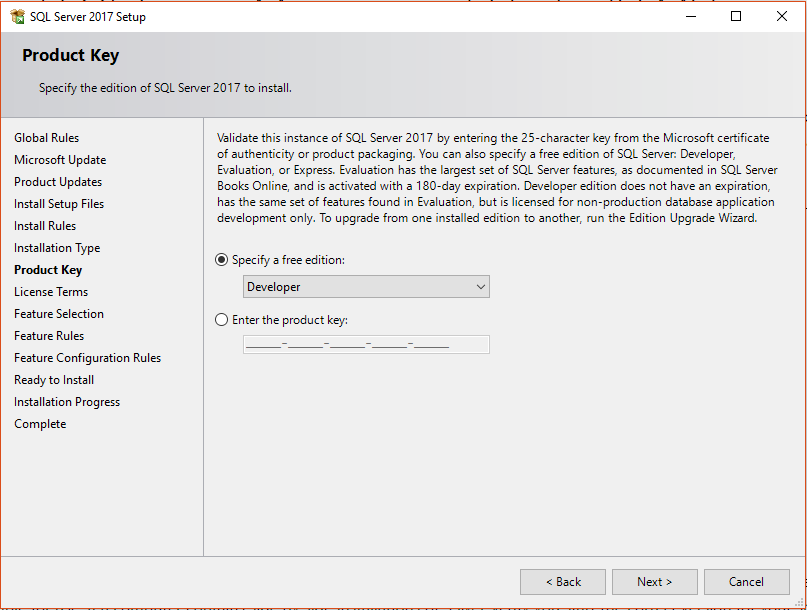 SQL Server 2017 Setup
Product Key
Specify the edition of SQL Server 2017 to install.
Global Rules
Microsoft Update
Product Updates
Install Setup Files
Install Rules
Installation Type
Product Key
License Terms
Feature Selection
Feature Rules
Feature Configuration Rules
Ready to Install
Installation Progress
Complete
Validate this instance of SQL Server 2017 by entering the 25-character key from the Microsoft certificate
of authenticity or product packaging. You can also specify a free edition of SQL Server: Developer,
Evaluation, or Express. Evaluation has the largest set of SQL Server features, as documented in SQL Server
Books Online, and is activated with a 180-day expiration. Developer edition does not have an expiration,
has the same set of features found in Evaluation, but is licensed for non-production database application
development only. To upgrade from one installed edition to another, run the Edition Upgrade Wizard.
Specify a free edition:
Developer
Enter the product key:
_____-_____-_____-_____-_____
< Back
Next >
Cancel